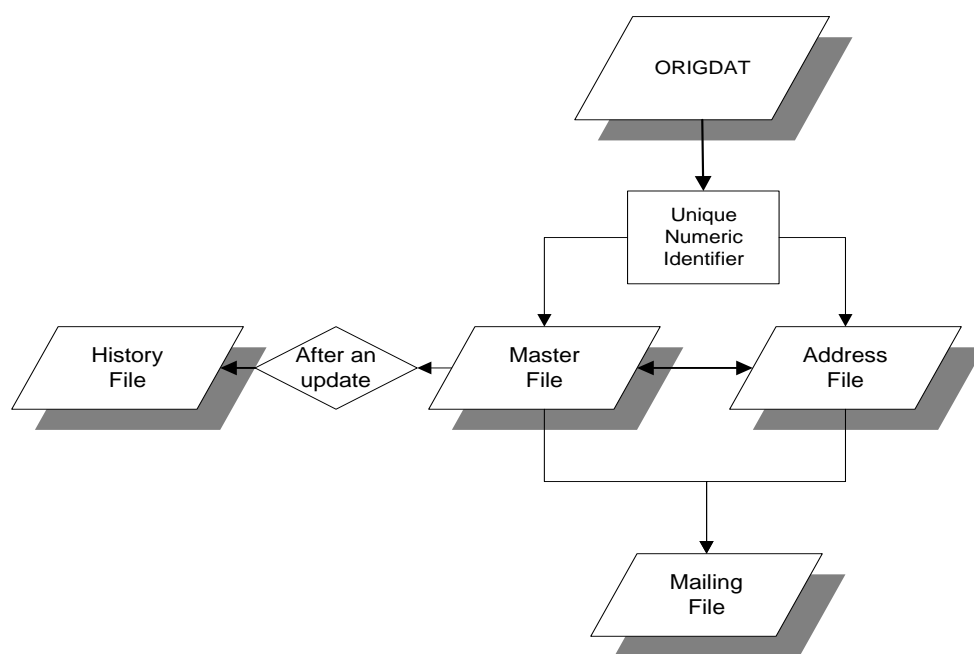 ORIGDAT
Unique
Numeric
Identifier
History
File
After an
update
Master
File
Address
File
Mailing
File